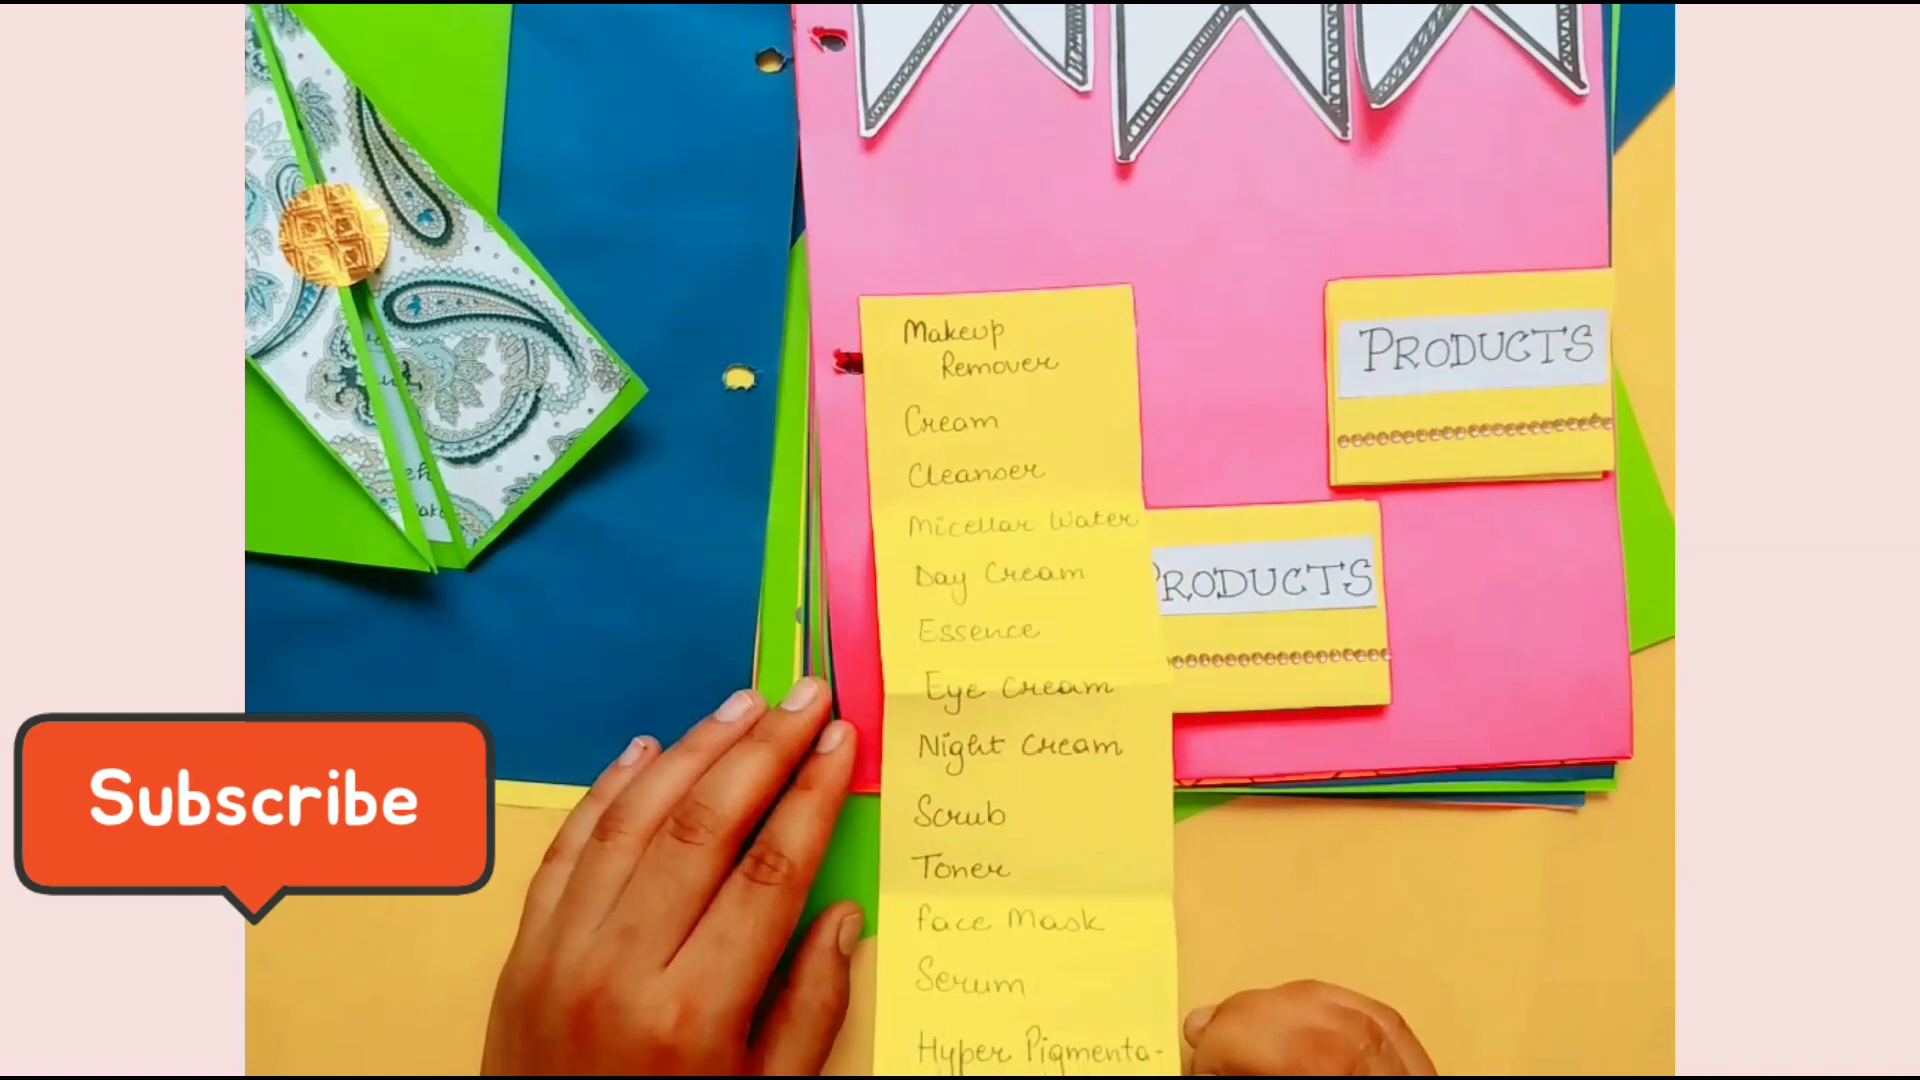 Makeup
Remover
Cream
Cleanser
Micellar Water
Day Cream
Essence
Eye Cream
Night Cream
Scrub
Toner
Face Mask
Serum
Hyper Pigmenta-
PRODUCTS
PRODUCTS
Subscribe